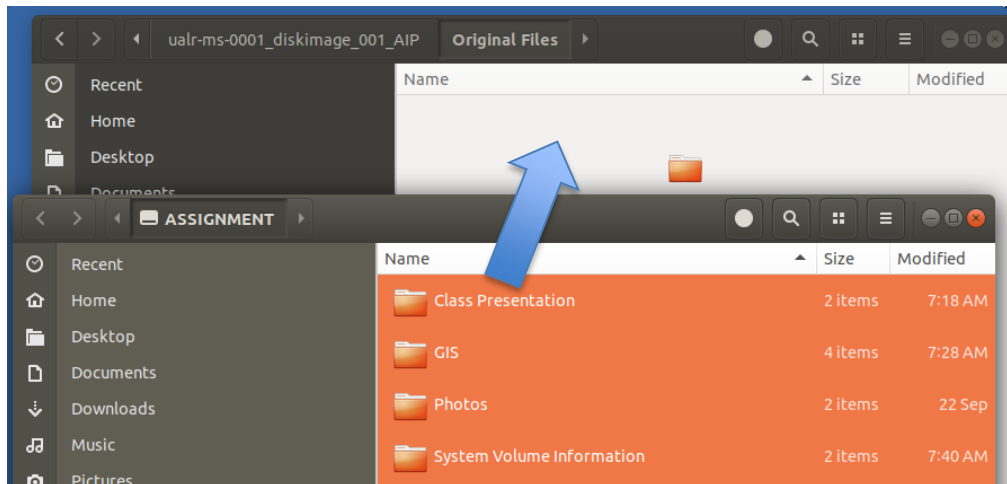 ualr-ms-0001_diskimage_001_AIP Original Files
Name Size Modified
Recent
Home
Desktop
Documents
ASSIGNMENT
Name Size Modified
Recent
Home
Desktop
Documents
Downloads
Music
Pictures
Class Presentation 2 items 7:18 AM
GIS 4 items 7:28 AM
Photos 2 items 22 Sep
System Volume Information 2 items 7:40 AM